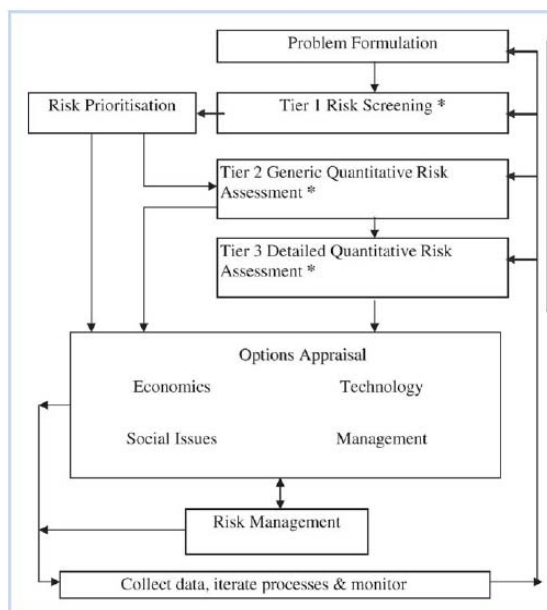 Problem Formulation
Risk Prioritisation
Tier 1 Risk Screening *
Tier 2 Generic Quantitative Risk
Assessment *
Tier 3 Detailed Quantitative Risk
Assessment *
Options Appraisal
Economics
Technology
Social Issues
Management
Risk Management
Collect data, iterate processes & monitor